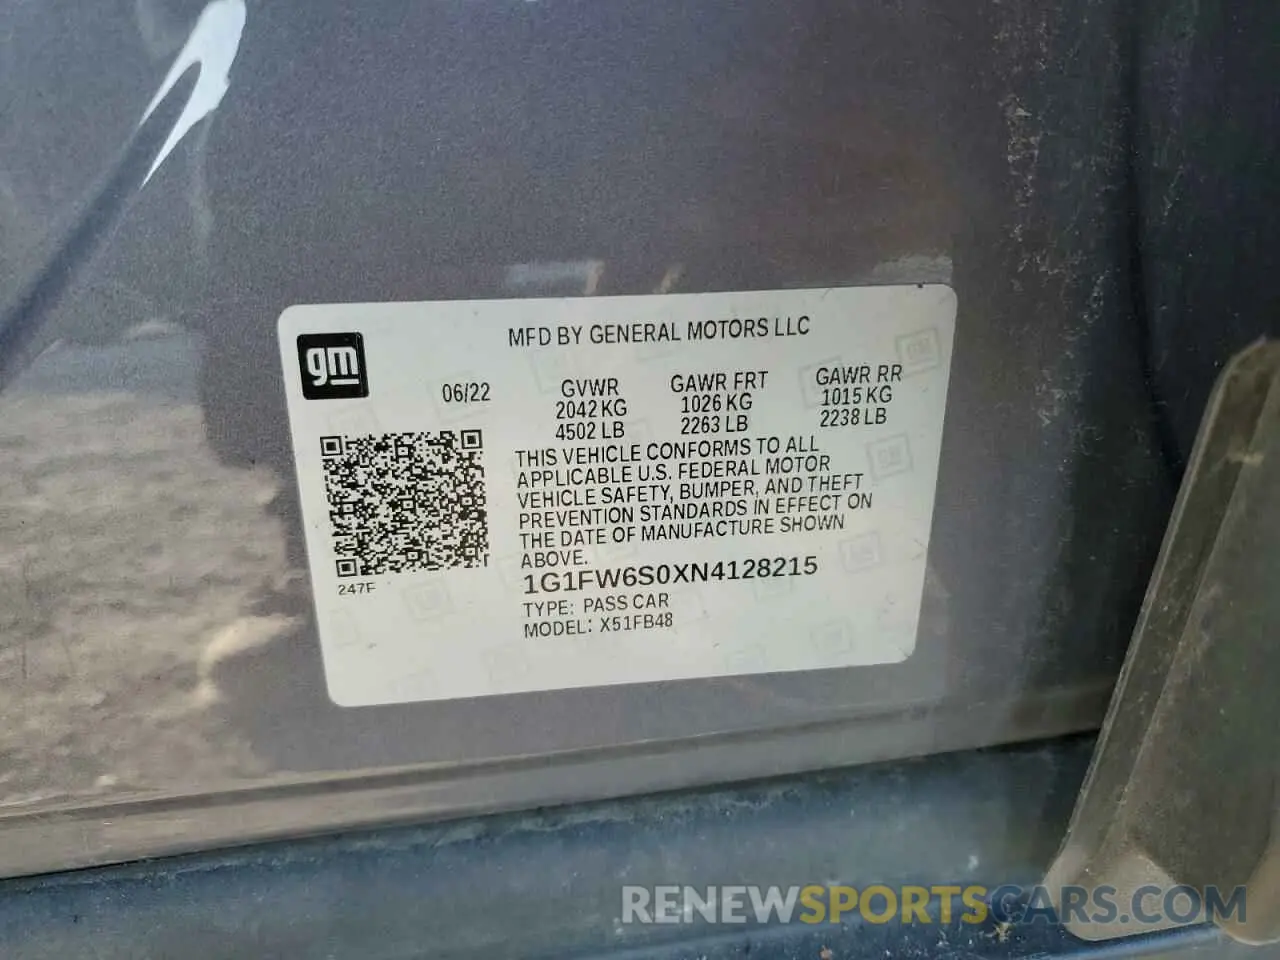 MFD BY GENERAL MOTORS LLC
gm
06/22 GVWR GAWR FRT GAWR RR
2042 KG 1026 KG 1015 KG
4502 LB 2263 LB 2238 LB
THIS VEHICLE CONFORMS TO ALL
APPLICABLE U.S. FEDERAL MOTOR
VEHICLE SAFETY, BUMPER, AND THEFT
PREVENTION STANDARDS IN EFFECT ON
THE DATE OF MANUFACTURE SHOWN
ABOVE.
247F
1G1FW6S0XN4128215
TYPE: PASS CAR
MODEL: X51FB48
RENEWSPORTSCARS.COM